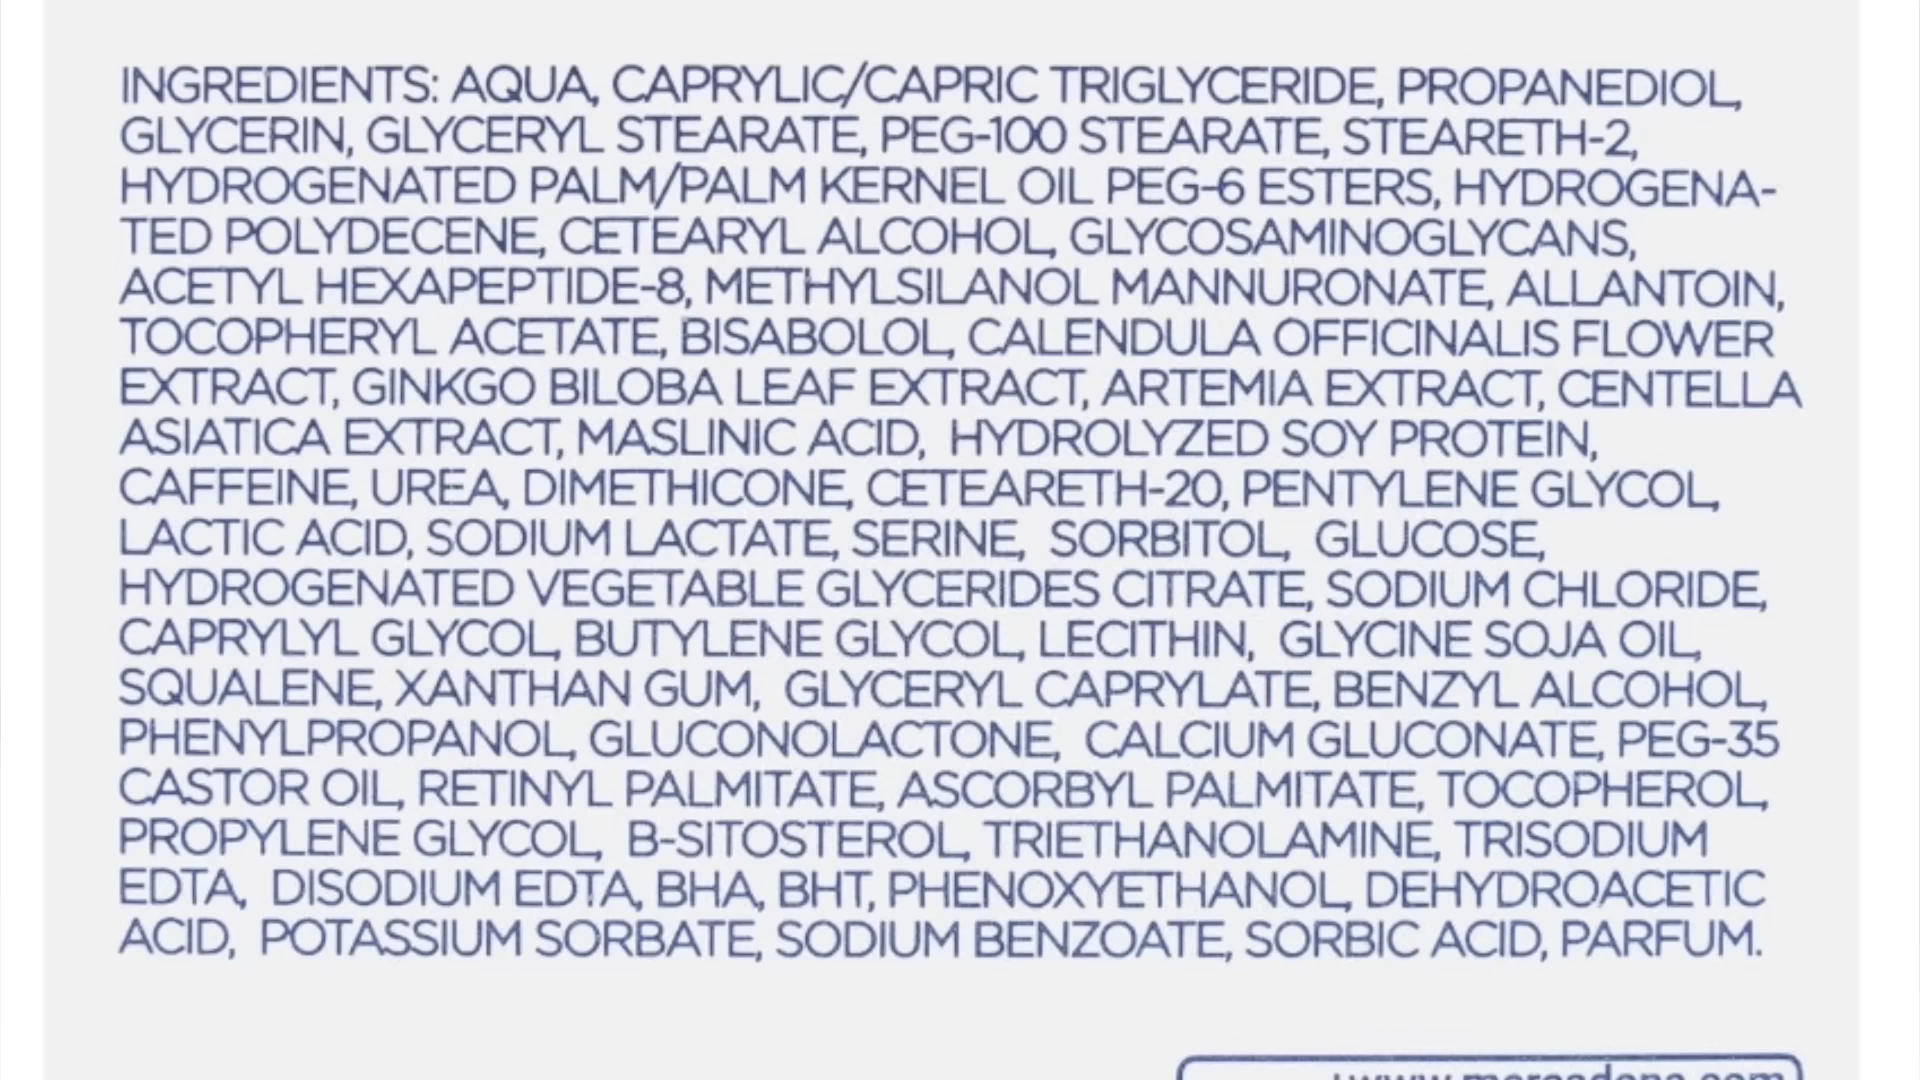 INGREDIENTS: AQUA, CAPRYLIC/CAPRIC TRIGLYCERIDE, PROPANEDIOL,
GLYCERIN, GLYCERYL STEARATE, PEG-100 STEARATE, STEARETH-2,
HYDROGENATED PALM/PALM KERNEL OIL PEG-6 ESTERS, HYDROGENA-
TED POLYDECENE, CETEARYL ALCOHOL, GLYCOSAMINOGLYCANS,
ACETYL HEXAPEPTIDE-8, METHYLSILANOL MANNURONATE, ALLANTOIN,
TOCOPHERYL ACETATE, BISABOLOL, CALENDULA OFFICINALIS FLOWER
EXTRACT, GINKGO BILOBA LEAF EXTRACT, ARTEMIA EXTRACT, CENTELLA
ASIATICA EXTRACT, MASLINIC ACID, HYDROLYZED SOY PROTEIN,
CAFFEINE, UREA, DIMETHICONE, CETEARETH-20, PENTYLENE GLYCOL,
LACTIC ACID, SODIUM LACTATE, SERINE, SORBITOL, GLUCOSE,
HYDROGENATED VEGETABLE GLYCERIDES CITRATE, SODIUM CHLORIDE,
CAPRYLYL GLYCOL, BUTYLENE GLYCOL, LECITHIN, GLYCINE SOJA OIL,
SQUALENE, XANTHAN GUM, GLYCERYL CAPRYLATE, BENZYL ALCOHOL,
PHENYLPROPANOL, GLUCONOLACTONE, CALCIUM GLUCONATE, PEG-35
CASTOR OIL, RETINYL PALMITATE, ASCORBYL PALMITATE, TOCOPHEROL,
PROPYLENE GLYCOL, B-SITOSTEROL, TRIETHANOLAMINE, TRISODIUM
EDTA, DISODIUM EDTA, BHA, BHT, PHENOXYETHANOL, DEHYDROACETIC
ACID, POTASSIUM SORBATE, SODIUM BENZOATE, SORBIC ACID, PARFUM.